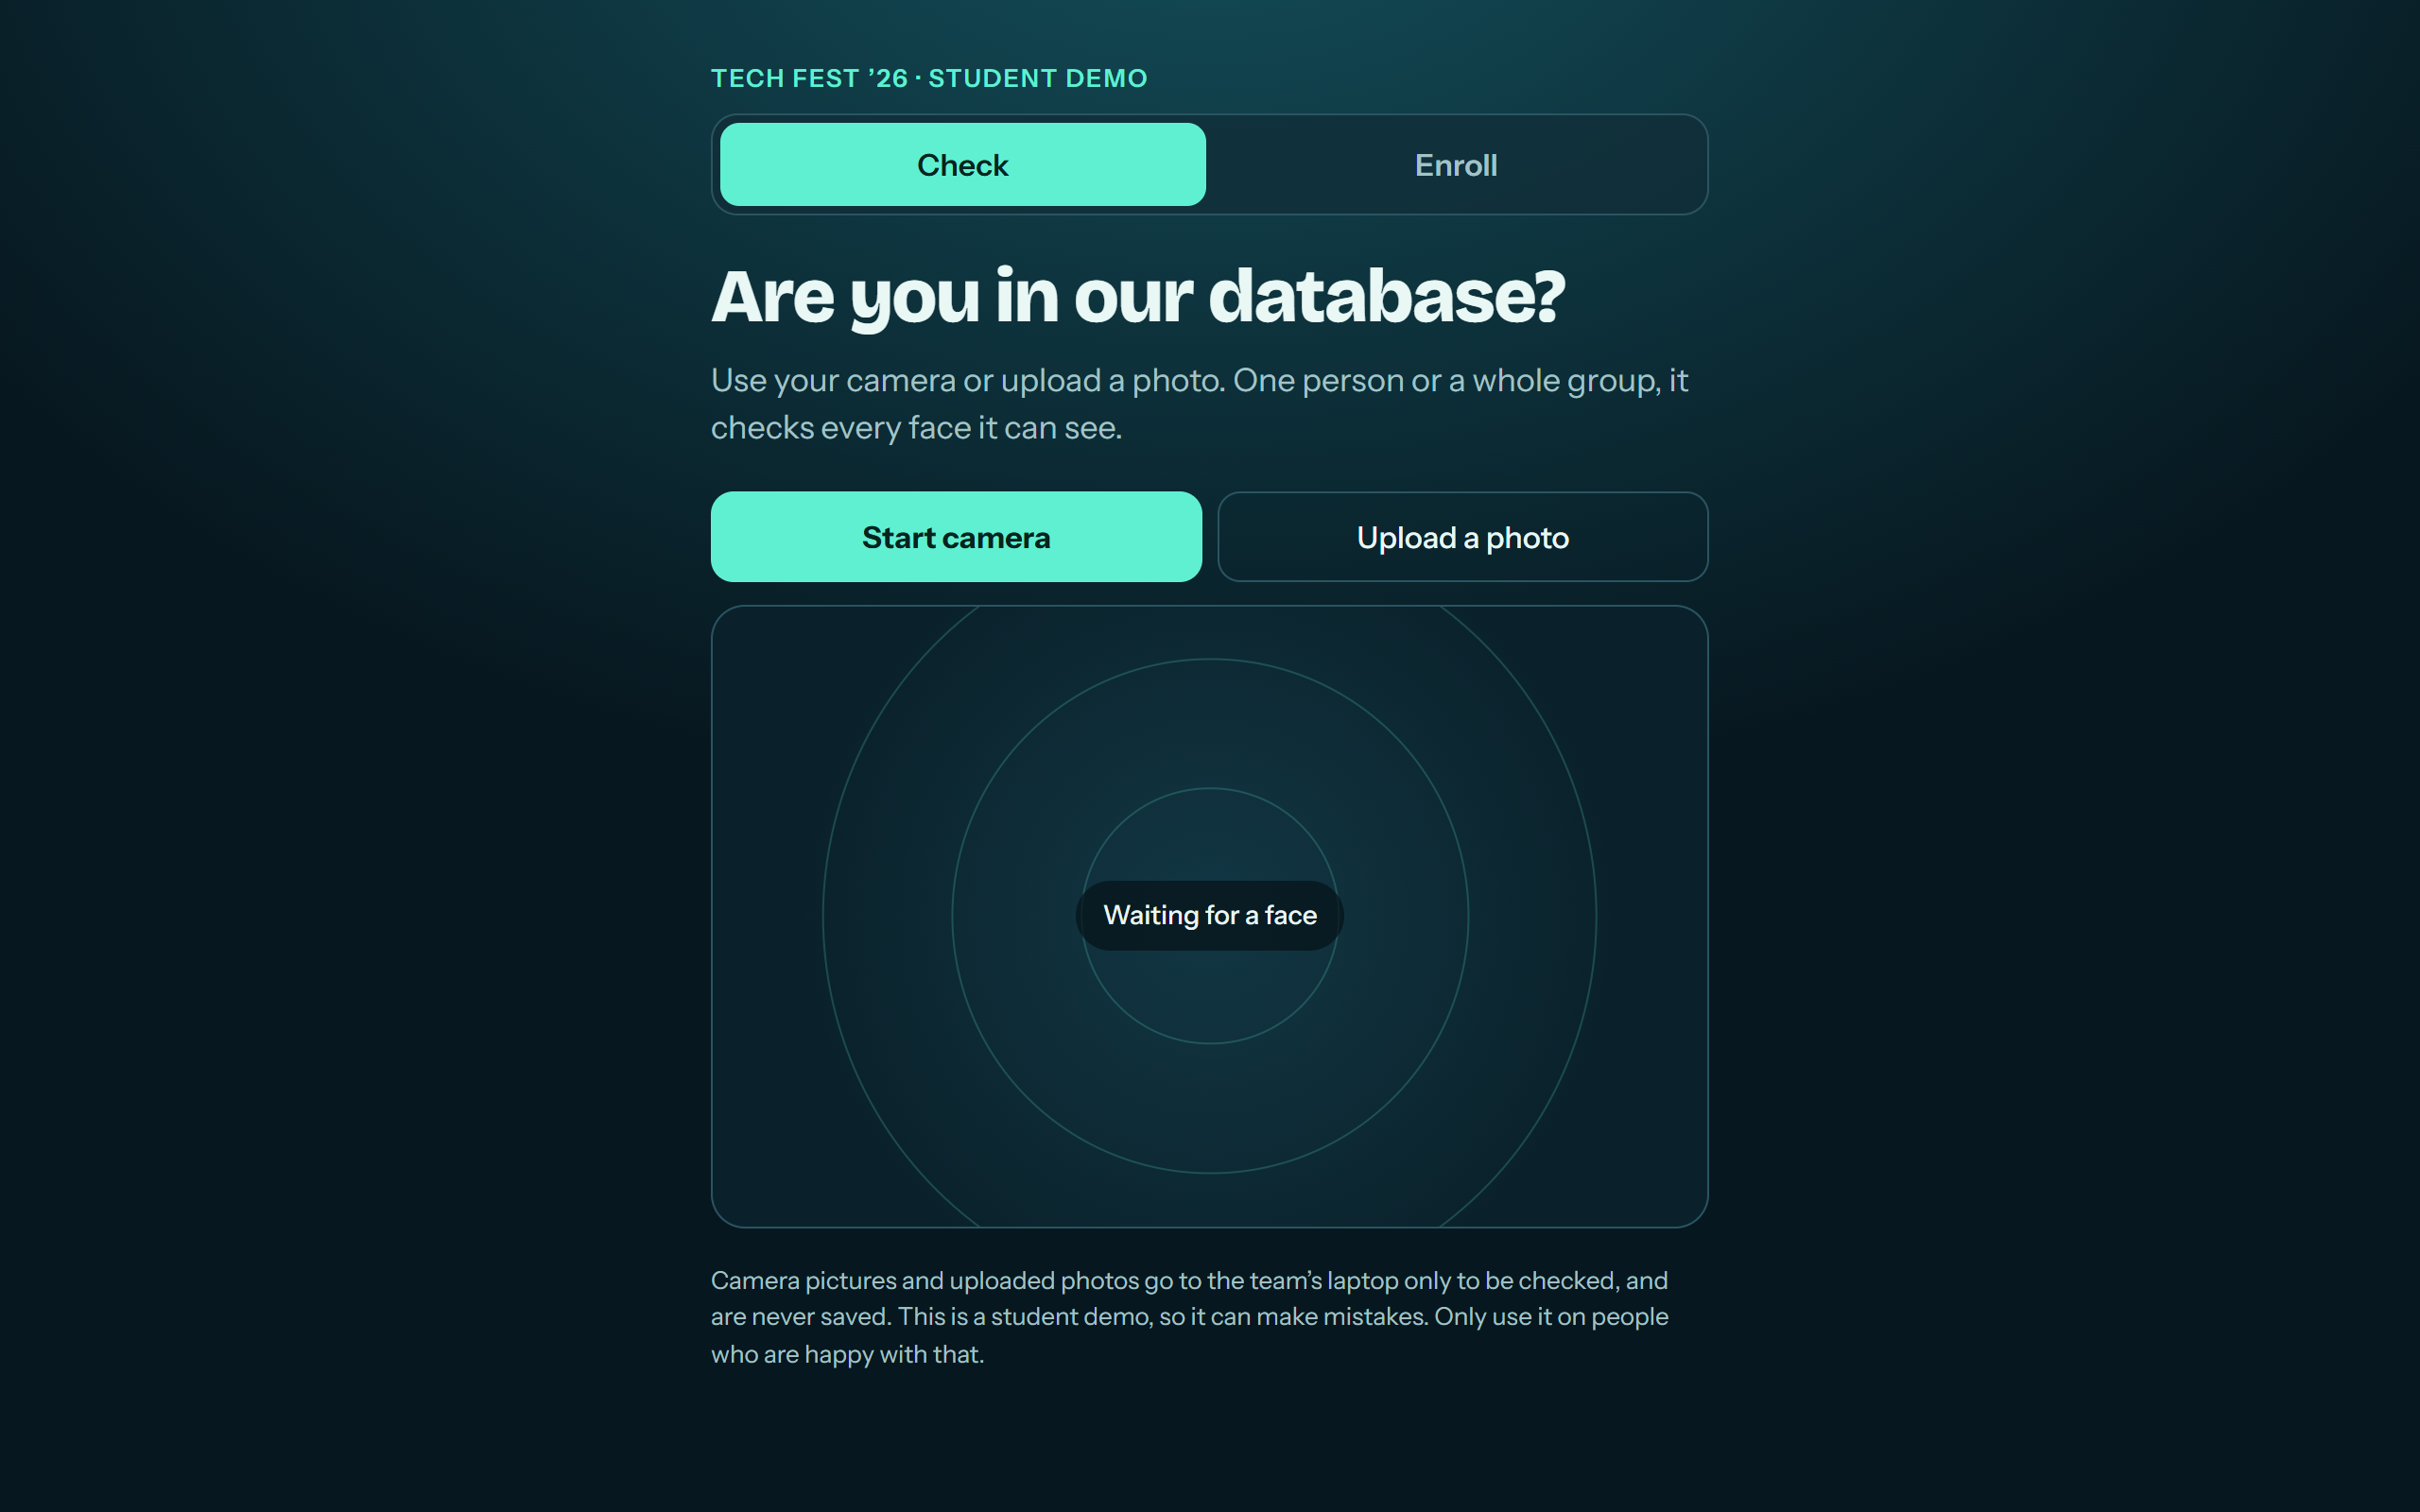 TECH FEST ’26 · STUDENT DEMO
Check
Enroll
Are you in our database?
Use your camera or upload a photo. One person or a whole group, it
checks every face it can see.
Start camera
Upload a photo
Waiting for a face
Camera pictures and uploaded photos go to the team’s laptop only to be checked, and
are never saved. This is a student demo, so it can make mistakes. Only use it on people
who are happy with that.